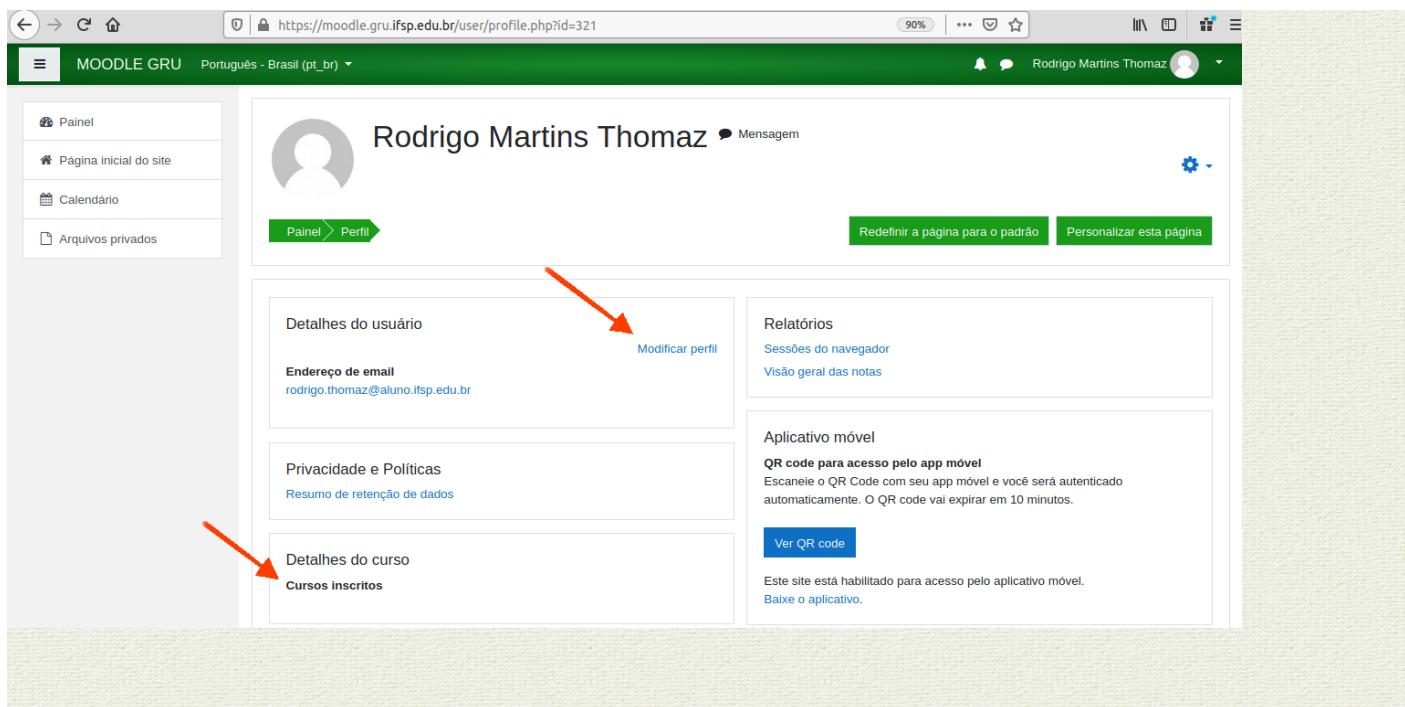 https://moodle.gru.ifsp.edu.br/user/profile.php?id=321
90%
MOODLE GRU
Português - Brasil (pt_br)
Rodrigo Martins Thomaz
Painel
Página inicial do site
Calendário
Arquivos privados
Rodrigo Martins Thomaz
Mensagem
Painel
Perfil
Redefinir a página para o padrão
Personalizar esta página
Detalhes do usuário
Modificar perfil
Endereço de email
rodrigo.thomaz@aluno.ifsp.edu.br
Privacidade e Políticas
Resumo de retenção de dados
Detalhes do curso
Cursos inscritos
Relatórios
Sessões do navegador
Visão geral das notas
Aplicativo móvel
QR code para acesso pelo app móvel
Escaneie o QR Code com seu app móvel e você será autenticado
automaticamente. O QR code vai expirar em 10 minutos.
Ver QR code
Este site está habilitado para acesso pelo aplicativo móvel.
Baixe o aplicativo.